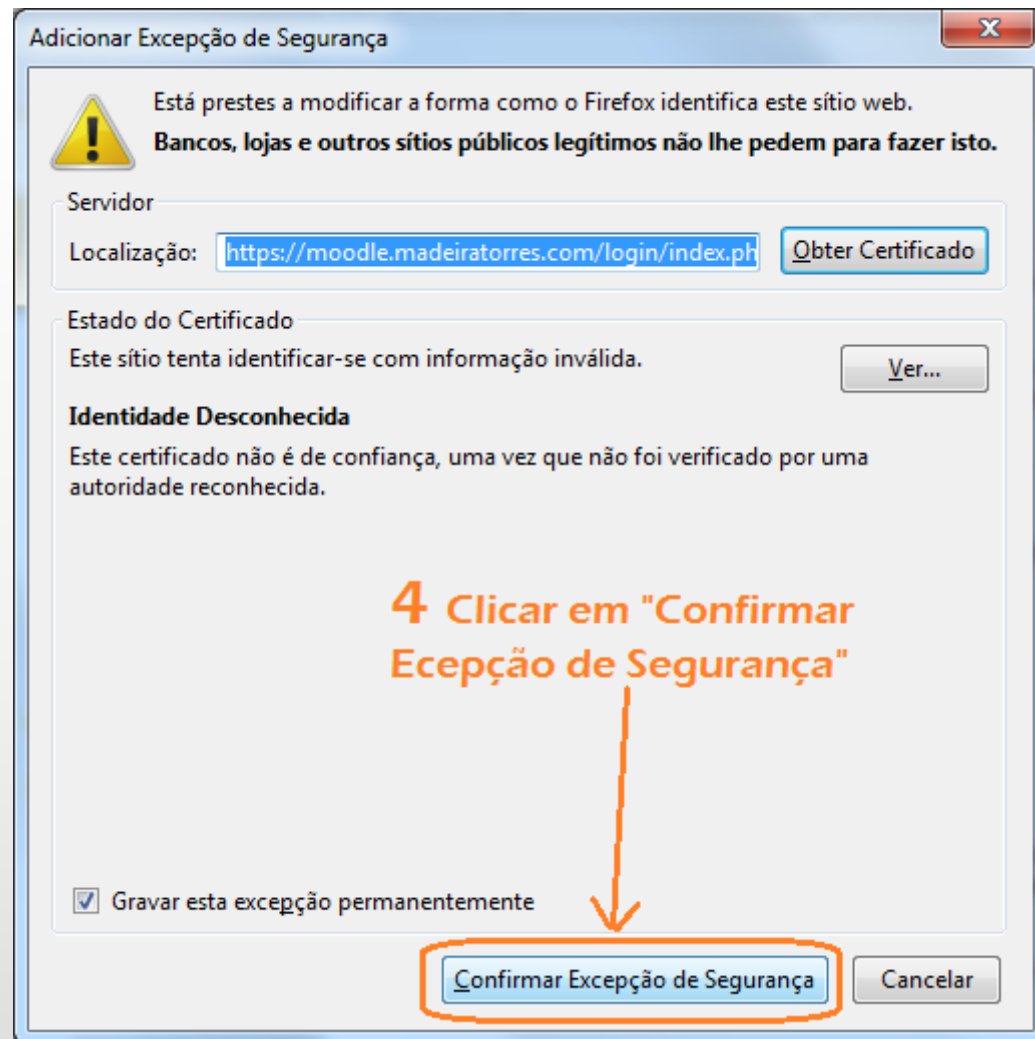 Adicionar Excepção de Segurança
Está prestes a modificar a forma como o Firefox identifica este sítio web.
Bancos, lojas e outros sítios públicos legítimos não lhe pedem para fazer isto.
Servidor
Localização: https://moodle.madeiratorres.com/login/index.ph Obter Certificado
Estado do Certificado
Este sítio tenta identificar-se com informação inválida.
Ver...
Identidade Desconhecida
Este certificado não é de confiança, uma vez que não foi verificado por uma
autoridade reconhecida.
4 Clicar em "Confirmar
Ecepção de Segurança"
Gravar esta excepção permanentemente
Confirmar Excepção de Segurança Cancelar